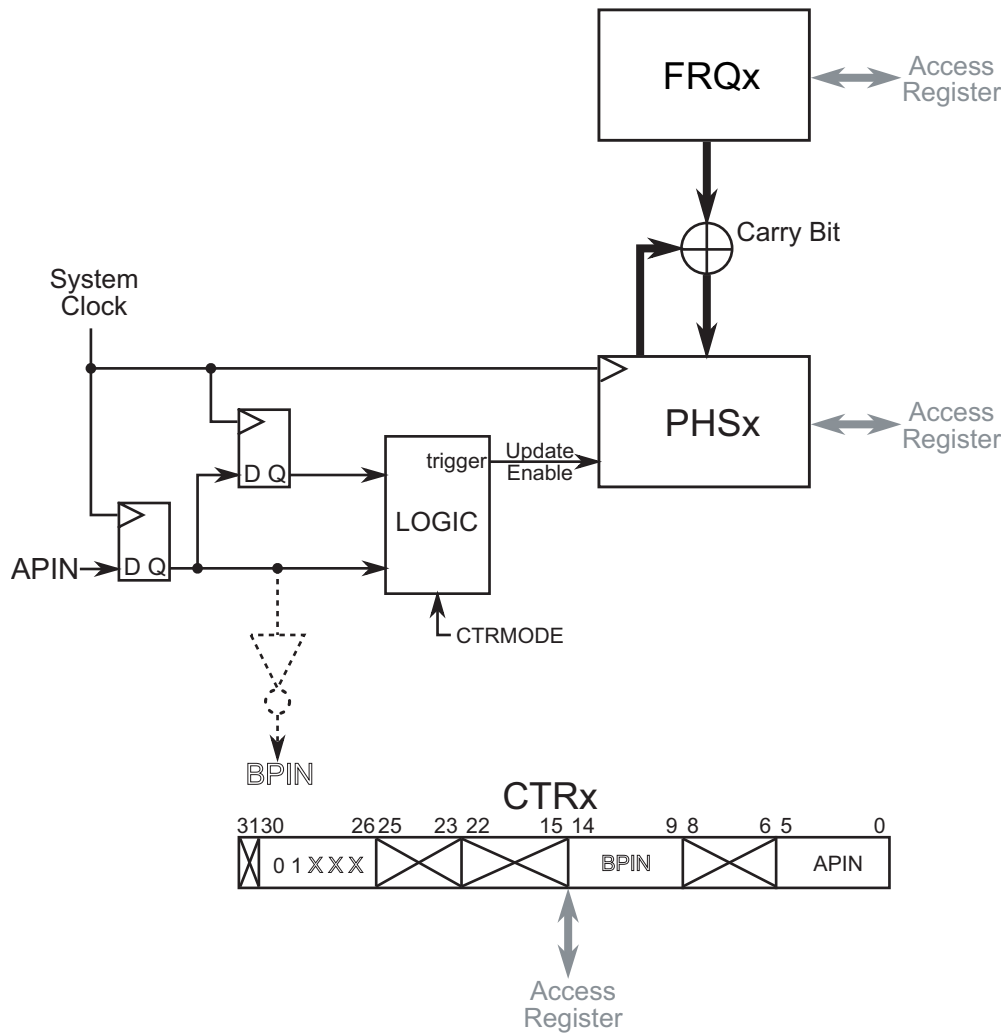 FRQx
Access
Register
Carry Bit
System
Clock
PHSx
Access
Register
Update
Enable
trigger
LOGIC
D Q
D Q
APIN
CTRMODE
BPIN
CTRx
31 30 26 25 23 22 15 14 9 8 6 5 0
0 1 X X X BPIN APIN
Access
Register